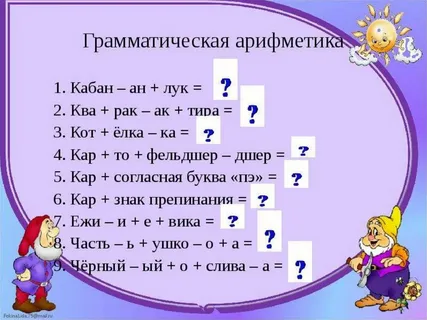 Грамматическая арифметика
1. Кабан – ан + лук = ?
2. Ква + рак – ак + тира = ?
3. Кот + ёлка – ка = ?
4. Кар + то + фельдшер – дшер = ?
5. Кар + согласная буква «пэ» = ?
6. Кар + знак препинания = ?
7. Ежи – и + е + вика = ?
8. Часть – ь + ушко – о + а = ?
9. Чёрный – ый + о + слива – а = ?